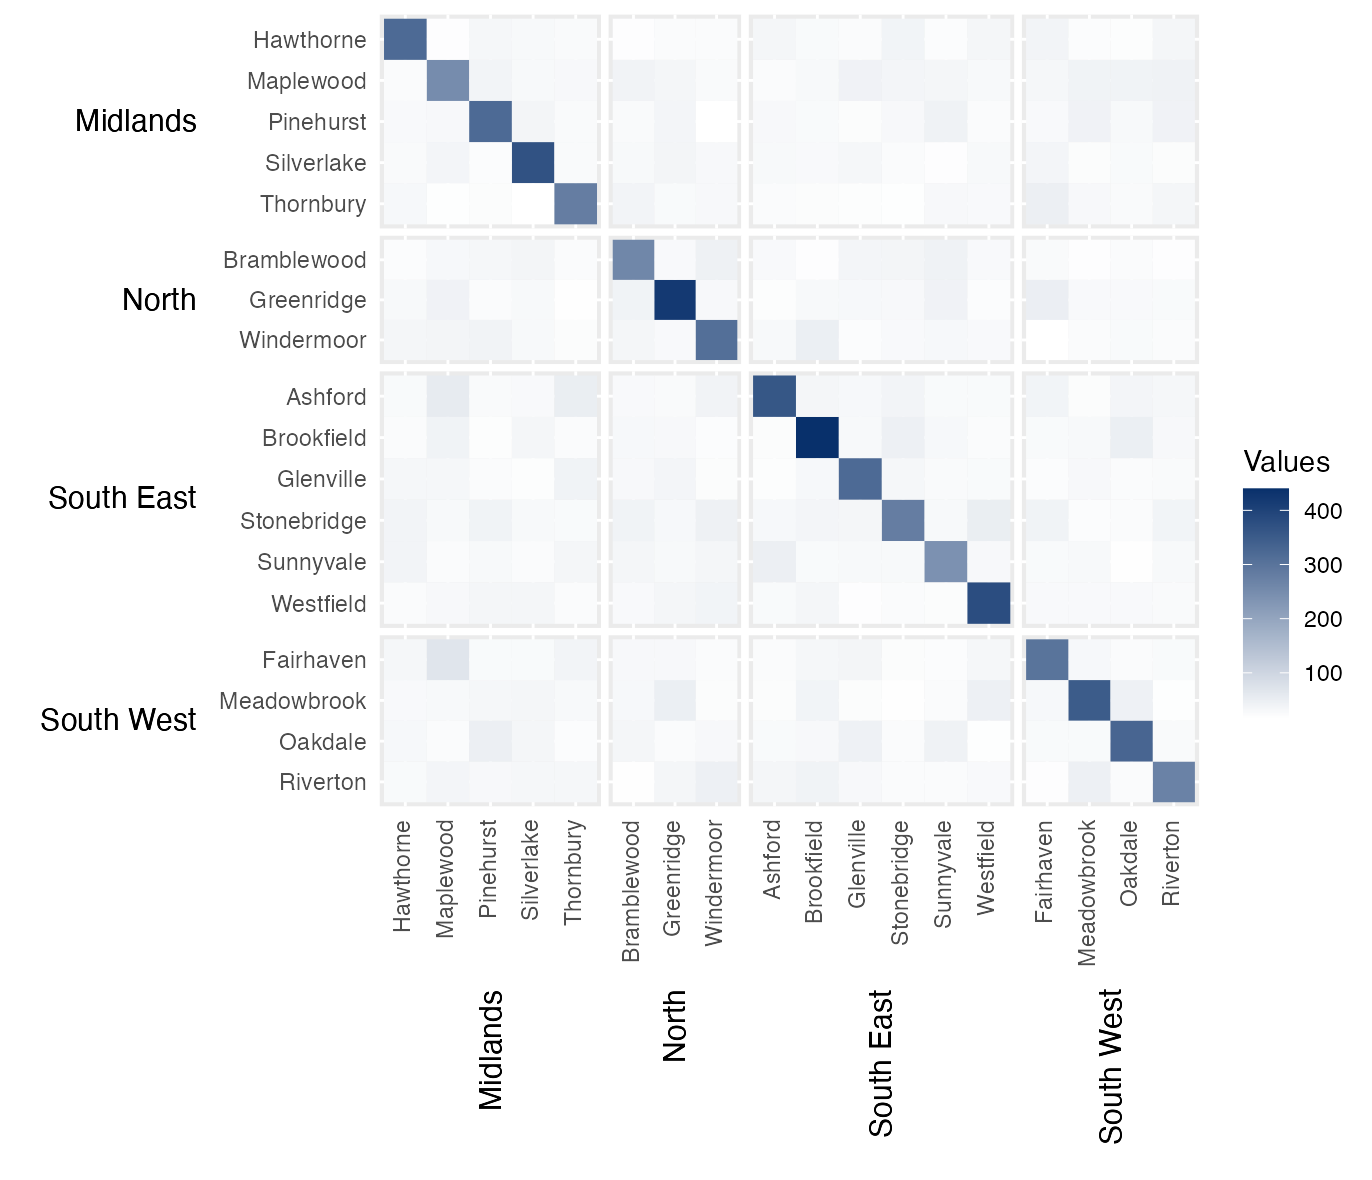 Midlands
Hawthorne
Maplewood
Pinehurst
Silverlake
Thornbury
North
Bramblewood
Greenridge
Windermoor
South East
Ashford
Brookfield
Glenville
Stonebridge
Sunnyvale
Westfield
South West
Fairhaven
Meadowbrook
Oakdale
Riverton
Values
400
300
200
100
Hawthorne
Maplewood
Pinehurst
Silverlake
Thornbury
Bramblewood
Greenridge
Windermoor
Ashford
Brookfield
Glenville
Stonebridge
Sunnyvale
Westfield
Fairhaven
Meadowbrook
Oakdale
Riverton
Midlands
North
South East
South West